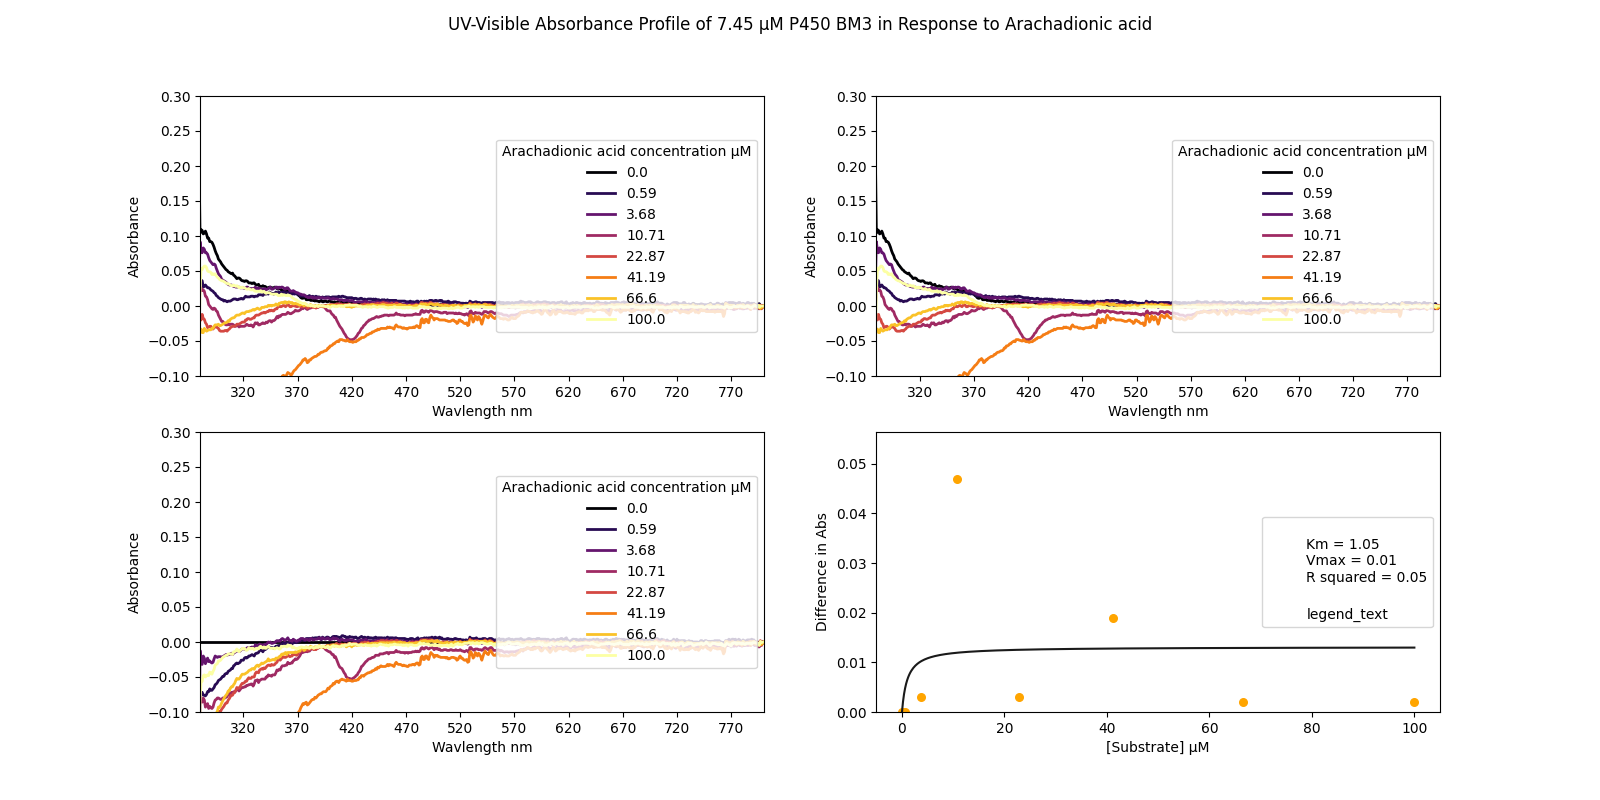 UV-Visible Absorbance Profile of 7.45 μM P450 BM3 in Response to Arachadionic acid
0.30
0.25
0.20
0.15
0.10
0.05
0.00
−0.05
−0.10
Absorbance
320 370 420 470 520 570 620 670 720 770
Wavlength nm
Arachadionic acid concentration μM
0.0
0.59
3.68
10.71
22.87
41.19
66.6
100.0
0.30
0.25
0.20
0.15
0.10
0.05
0.00
−0.05
−0.10
Absorbance
320 370 420 470 520 570 620 670 720 770
Wavlength nm
Arachadionic acid concentration μM
0.0
0.59
3.68
10.71
22.87
41.19
66.6
100.0
0.30
0.25
0.20
0.15
0.10
0.05
0.00
−0.05
−0.10
Absorbance
320 370 420 470 520 570 620 670 720 770
Wavlength nm
Arachadionic acid concentration μM
0.0
0.59
3.68
10.71
22.87
41.19
66.6
100.0
0.05
0.04
0.03
0.02
0.01
0.00
Difference in Abs
0 20 40 60 80 100
[Substrate] μM
Km = 1.05
Vmax = 0.01
R squared = 0.05
legend_text